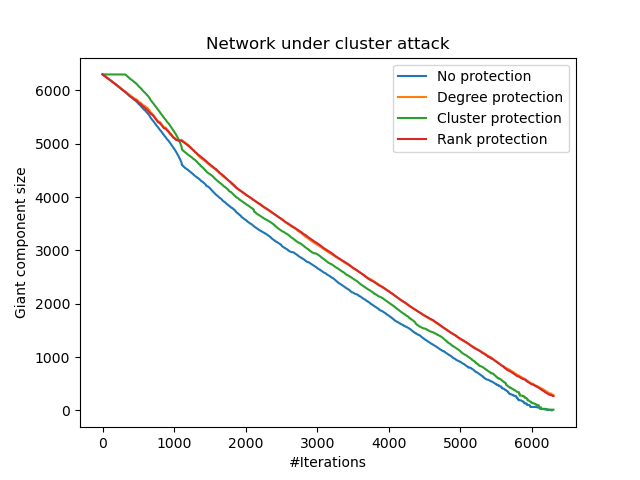 Network under cluster attack
No protection
Degree protection
Cluster protection
Rank protection
Giant component size
6000
5000
4000
3000
2000
1000
0
0 1000 2000 3000 4000 5000 6000
#Iterations